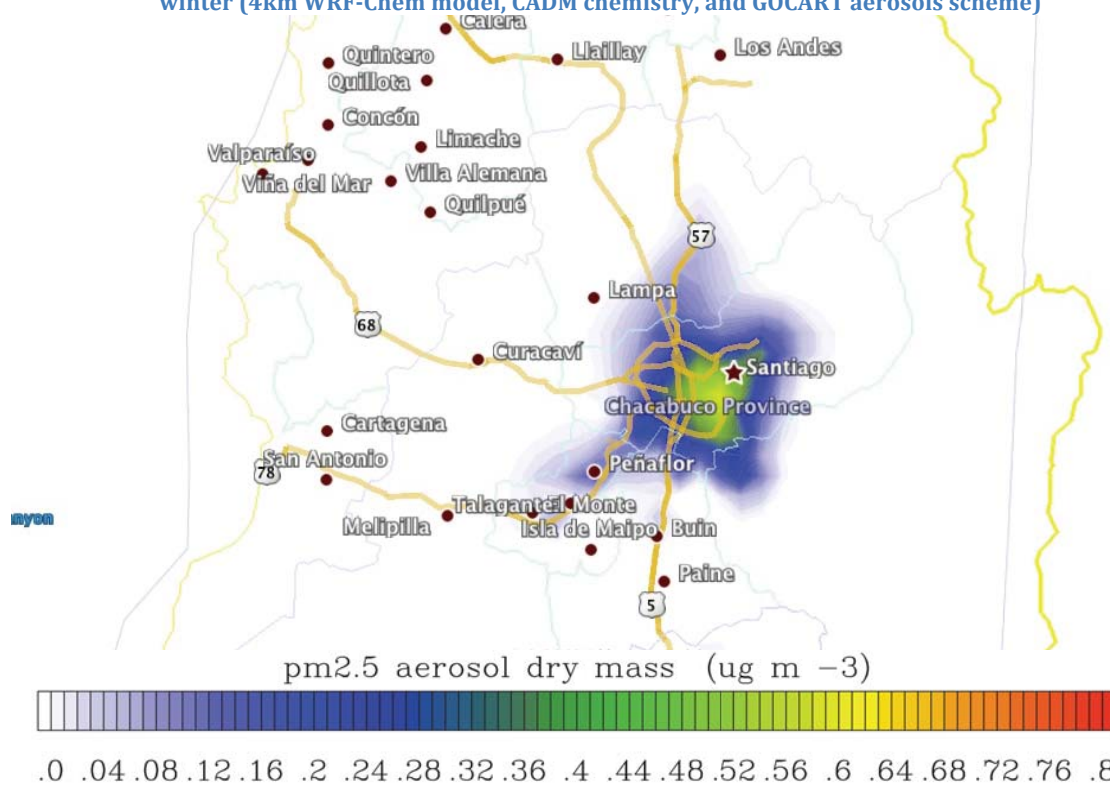 winter (4km WRF-Chem model, CADM chemistry, and GOCART aerosols scheme)
Calera
Quintero
Llaillay
Los Andes
Quillota
Concón
Limache
Valparaíso
Villa Alemana
Viña del Mar
Quilpué
57
Lampa
68
Curacaví
Santiago
Chacabuco Province
Cartagena
San Antonio
78
Peñaflor
Talagante El Monte
Melipilla
Isla de Maipo
Buin
nyon
Paine
5
pm2.5 aerosol dry mass (ug m -3)
.0 .04 .08 .12 .16 .2 .24 .28 .32 .36 .4 .44 .48 .52 .56 .6 .64 .68 .72 .76 .8